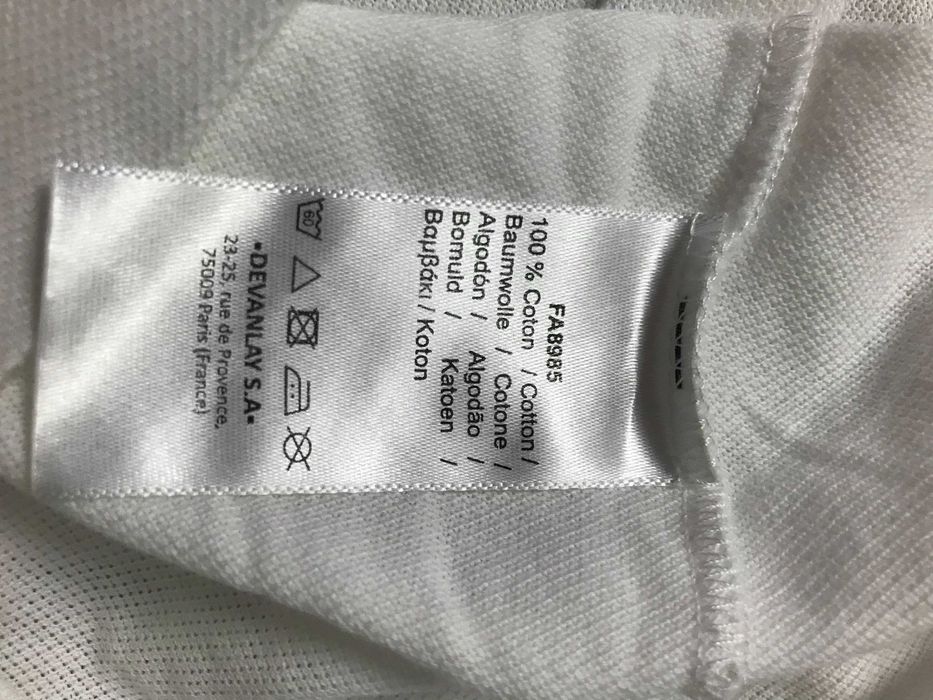 FA8985
100 % Coton / Cotton /
Baumwolle / Cotone /
Algodón / Algodão /
Bomuld / Katoen /
Βαμβάκι / Koton
60
•DEVANLAY S.A•
23-25, rue de Provence,
75009 Paris (France)